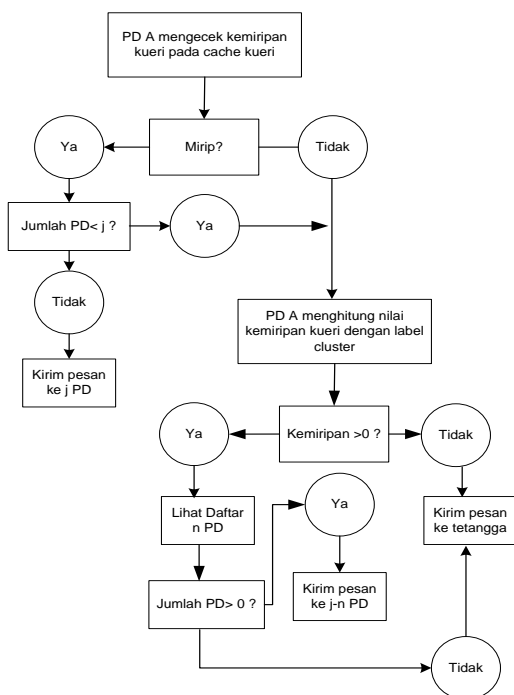 PD A mengecek kemiripan
kueri pada cache kueri
Ya
Mirip?
Tidak
Jumlah PD< j ?
Ya
Tidak
PD A menghitung nilai
kemiripan kueri dengan label
cluster
Kirim pesan
ke j PD
Ya
Kemiripan >0 ?
Tidak
Lihat Daftar
n PD
Ya
Kirim pesan
ke tetangga
Jumlah PD> 0 ?
Kirim pesan
ke j-n PD
Tidak